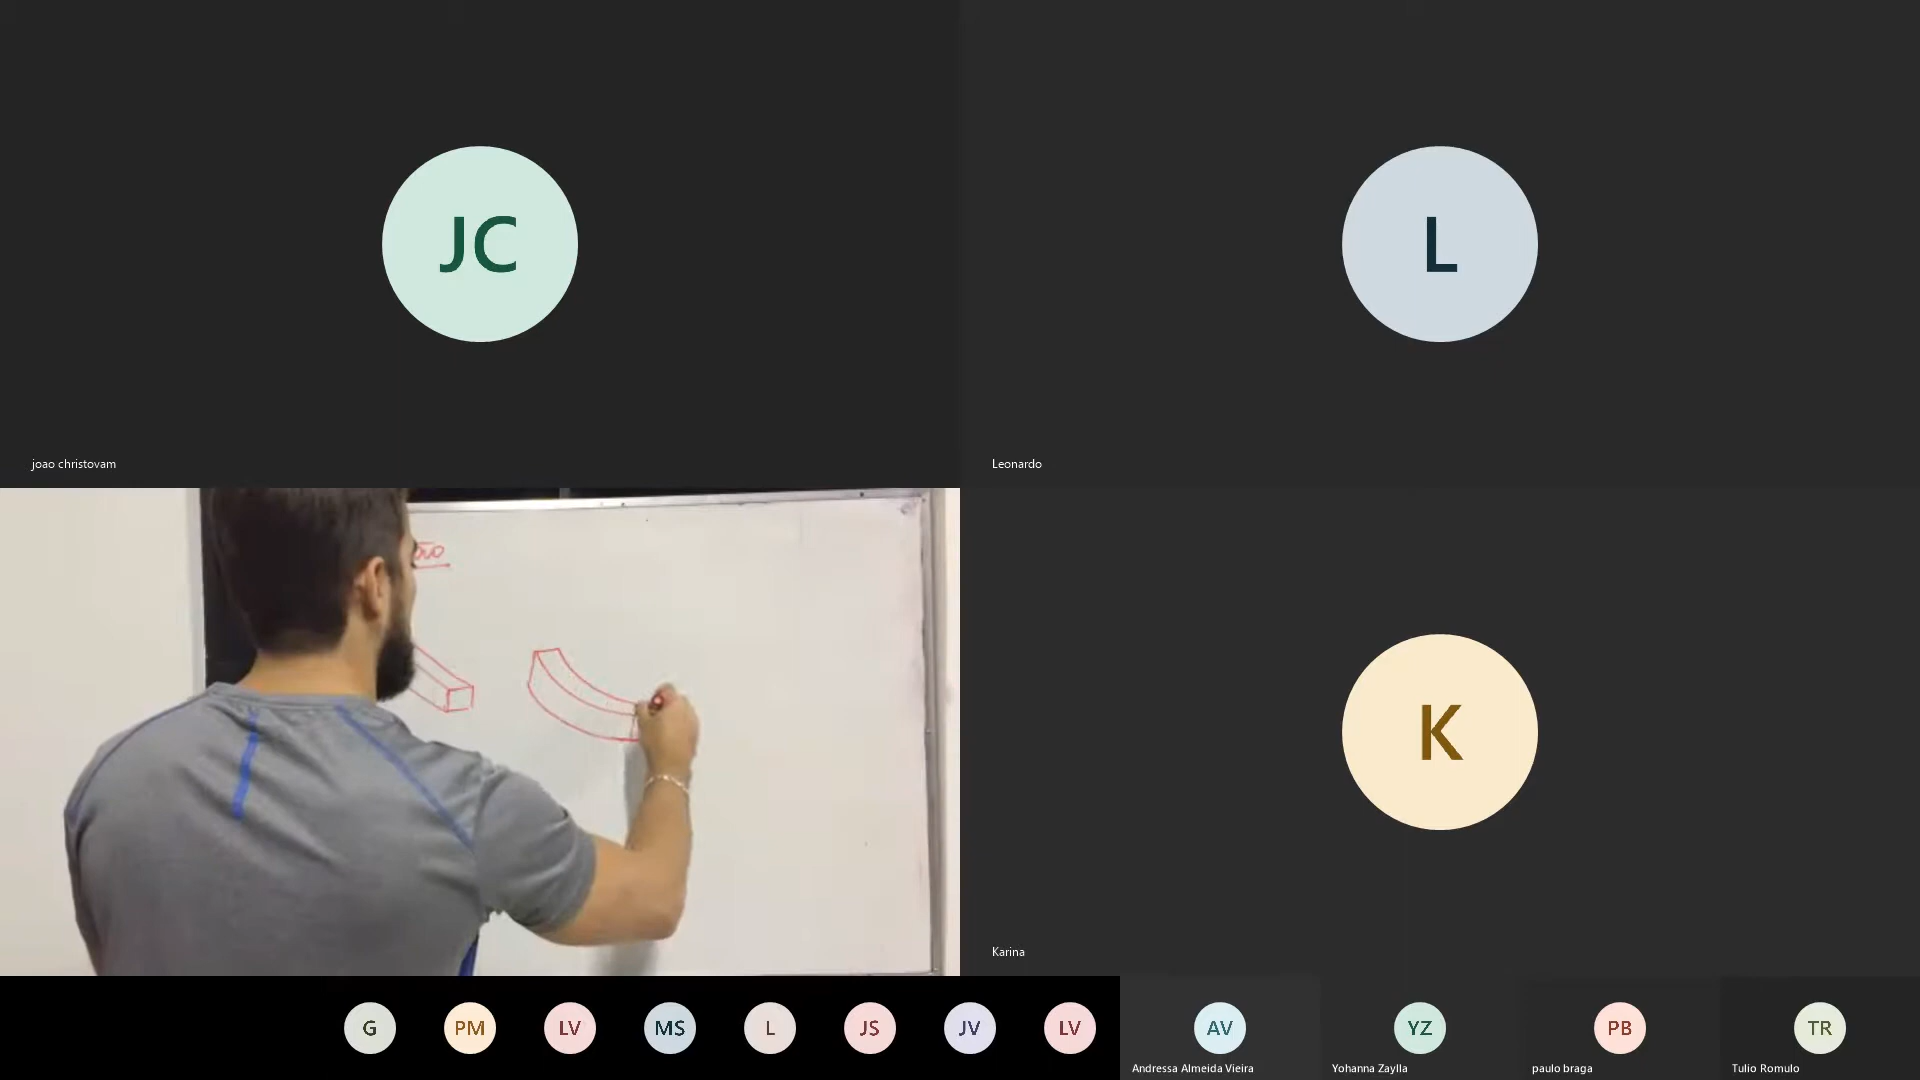 JC
joao christovam
L
Leonardo
ão
K
Karina
G
PM
LV
MS
L
JS
JV
LV
AV
Andressa Almeida Vieira
YZ
Yohanna Zaylla
PB
paulo braga
TR
Tulio Romulo